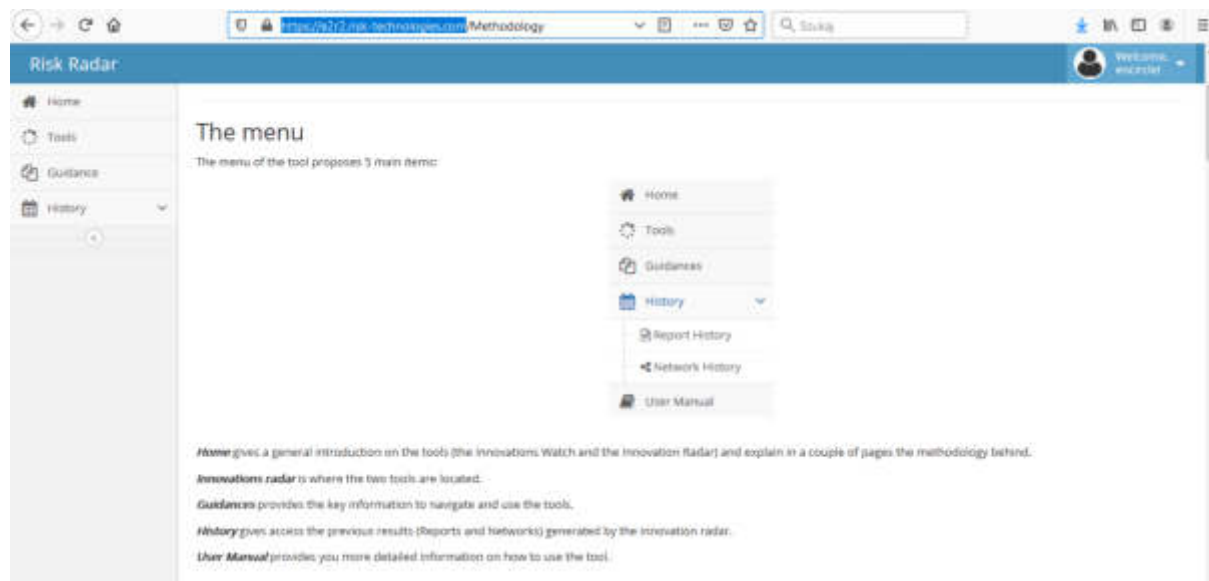 https://e2r2.risk-technologies.com/Methodology
Szukaj
Risk Radar
Welcome,
Home
Tools
Guidance
History
The menu
The menu of the tool proposes 5 main items:
Home
Tools
Guidances
History
Report History
Network History
User Manual
Home gives a general introduction on the tools (the Innovations Watch and the Innovation Radar) and explain in a couple of pages the methodology behind.
Innovations radar is where the two tools are located.
Guidances provides the key information to navigate and use the tools.
History gives access the previous results (Reports and Networks) generated by the innovation radar.
User Manual provides you more detailed information on how to use the tool.